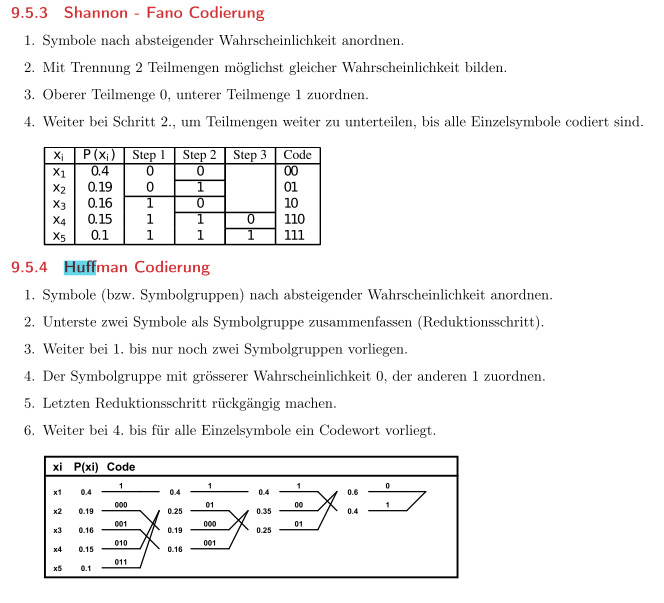 9.5.3 Shannon - Fano Codierung
1. Symbole nach absteigender Wahrscheinlichkeit anordnen.
2. Mit Trennung 2 Teilmengen möglichst gleicher Wahrscheinlichkeit bilden.
3. Oberer Teilmenge 0, unterer Teilmenge 1 zuordnen.
4. Weiter bei Schritt 2., um Teilmengen weiter zu unterteilen, bis alle Einzelsymbole codiert sind.
xi P(xi) Step 1 Step 2 Step 3 Code
x1 0.4 0 0 00
x2 0.19 0 1 01
x3 0.16 1 0 10
x4 0.15 1 1 0 110
x5 0.1 1 1 1 111
9.5.4 Huffman Codierung
1. Symbole (bzw. Symbolgruppen) nach absteigender Wahrscheinlichkeit anordnen.
2. Unterste zwei Symbole als Symbolgruppe zusammenfassen (Reduktionsschritt).
3. Weiter bei 1. bis nur noch zwei Symbolgruppen vorliegen.
4. Der Symbolgruppe mit grösserer Wahrscheinlichkeit 0, der anderen 1 zuordnen.
5. Letzten Reduktionsschritt rückgängig machen.
6. Weiter bei 4. bis für alle Einzelsymbole ein Codewort vorliegt.
xi P(xi) Code
x1 0.4 1 0.4 1 0.4 1 0.6 0
x2 0.19 000 0.25 01 0.35 00 0.4 1
x3 0.16 001 0.19 000 0.25 01
x4 0.15 010 0.16 001
x5 0.1 011